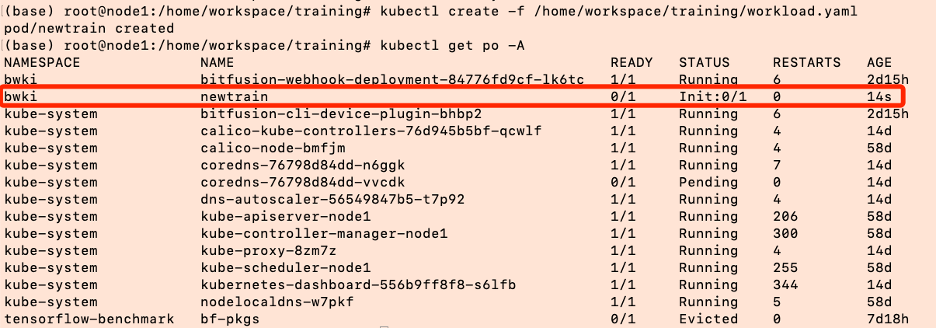 (base) root@node1:/home/workspace/training# kubectl create -f /home/workspace/training/workload.yaml
pod/newtrain created
(base) root@node1:/home/workspace/training# kubectl get po -A
NAMESPACE NAME READY STATUS RESTARTS AGE
bwki bitfusion-webhook-deployment-84776fd9cf-lk6tc 1/1 Running 6 2d15h
bwki newtrain 0/1 Init:0/1 0 14s
kube-system bitfusion-cli-device-plugin-bhbp2 1/1 Running 6 2d15h
kube-system calico-kube-controllers-76d945b5bf-qcwlf 1/1 Running 4 14d
kube-system calico-node-bmfjm 1/1 Running 4 58d
kube-system coredns-76798d84dd-n6ggk 1/1 Running 7 14d
kube-system coredns-76798d84dd-vvcdk 0/1 Pending 0 14d
kube-system dns-autoscaler-56549847b5-t7p92 1/1 Running 4 14d
kube-system kube-apiserver-node1 1/1 Running 206 58d
kube-system kube-controller-manager-node1 1/1 Running 300 58d
kube-system kube-proxy-8zm7z 1/1 Running 4 14d
kube-system kube-scheduler-node1 1/1 Running 255 58d
kube-system kubernetes-dashboard-556b9ff8f8-s6lfb 1/1 Running 344 14d
kube-system nodelocaldns-w7pkf 1/1 Running 5 58d
tensorflow-benchmark bf-pkgs 0/1 Evicted 0 7d18h